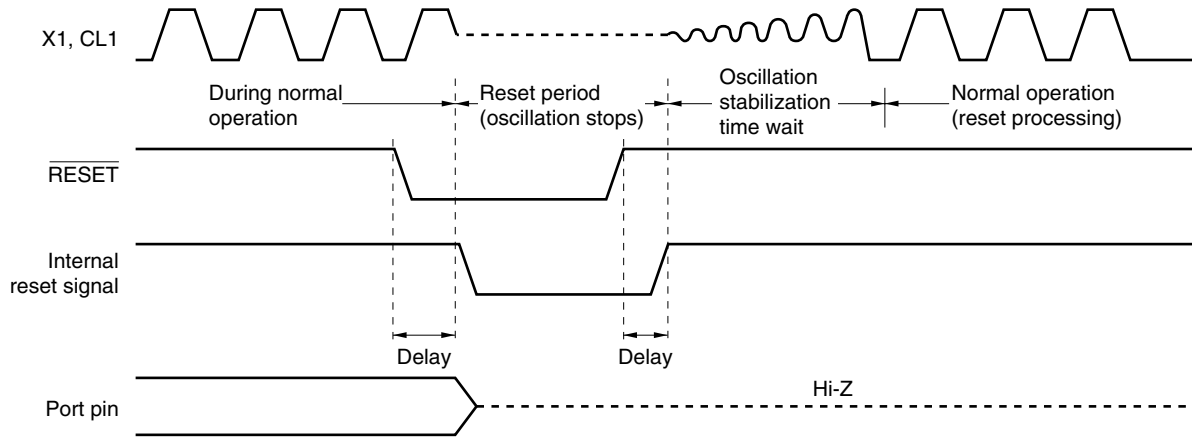 X1, CL1
During normal
operation
Reset period
(oscillation stops)
Oscillation
stabilization
time wait
Normal operation
(reset processing)
RESET
Internal
reset signal
Delay
Delay
Hi-Z
Port pin